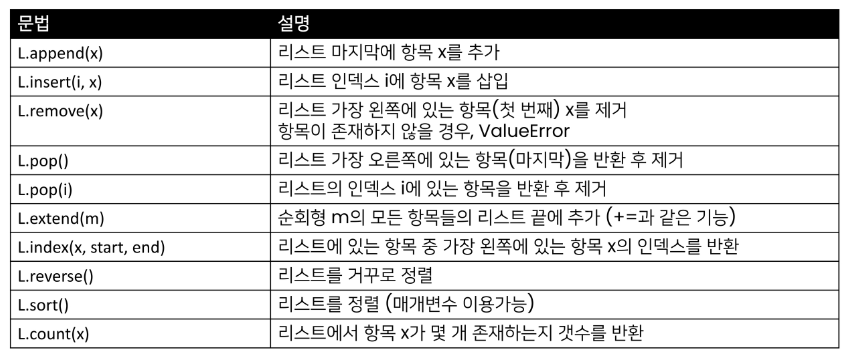 문법 설명
L.append(x) 리스트 마지막에 항목 x를 추가
L.insert(i, x) 리스트 인덱스 i에 항목 x를 삽입
L.remove(x) 리스트 가장 왼쪽에 있는 항목(첫 번째) x를 제거
항목이 존재하지 않을 경우, ValueError
L.pop() 리스트 가장 오른쪽에 있는 항목(마지막)을 반환 후 제거
L.pop(i) 리스트의 인덱스 i에 있는 항목을 반환 후 제거
L.extend(m) 순회형 m의 모든 항목들의 리스트 끝에 추가 (+=과 같은 기능)
L.index(x, start, end) 리스트에 있는 항목 중 가장 왼쪽에 있는 항목 x의 인덱스를 반환
L.reverse() 리스트를 거꾸로 정렬
L.sort() 리스트를 정렬 (매개변수 이용가능)
L.count(x) 리스트에서 항목 x가 몇 개 존재하는지 갯수를 반환